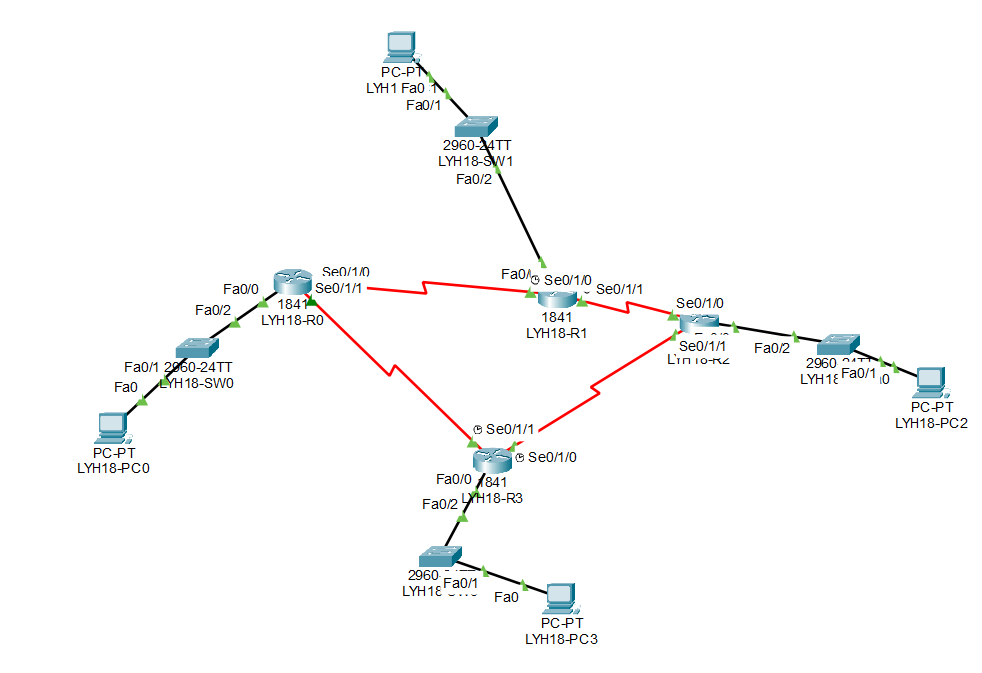 PC-PT
LYH1
Fa0
Fa0/1
2960-24TT
LYH18-SW1
Fa0/2
Se0/1/0
Se0/1/1
Fa0/0
1841
LYH18-R0
Fa0/2
Fa0/1
2960-24TT
LYH18-SW0
Fa0
PC-PT
LYH18-PC0
Fa0/
Se0/1/0
Se0/1/1
1841
LYH18-R1
Se0/1/0
Se0/1/1
LYH18-R2
Fa0/2
2960-24TT
Fa0/1
PC-PT
LYH18-PC2
Se0/1/1
Se0/1/0
Fa0/0
1841
LYH18-R3
Fa0/2
2960
Fa0/1
Fa0
PC-PT
LYH18-PC3